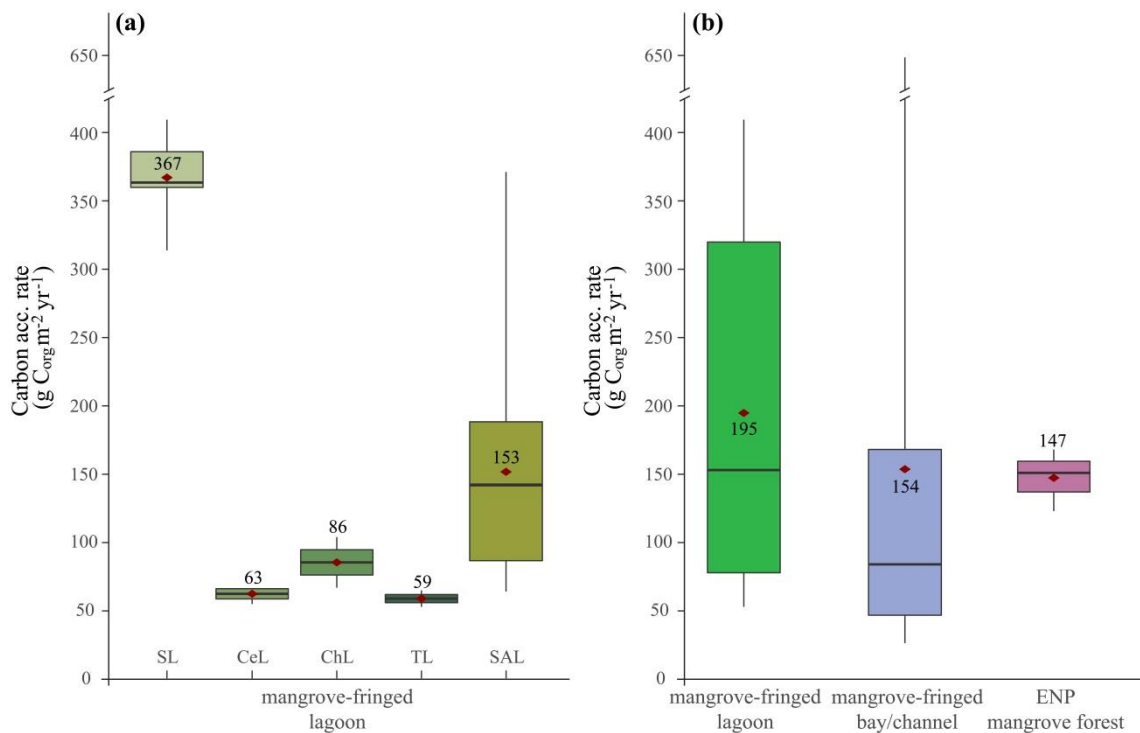 (a)
650
400
350
300
250
200
150
100
50
0
Carbon acc. rate
(g C_org m⁻² yr⁻¹)
367
63
86
59
153
SL CeL ChL TL SAL
mangrove-fringed
lagoon
(b)
650
400
350
300
250
200
150
100
50
0
Carbon acc. rate
(g C_org m⁻² yr⁻¹)
195
154
147
mangrove-fringed
lagoon
mangrove-fringed
bay/channel
ENP
mangrove forest